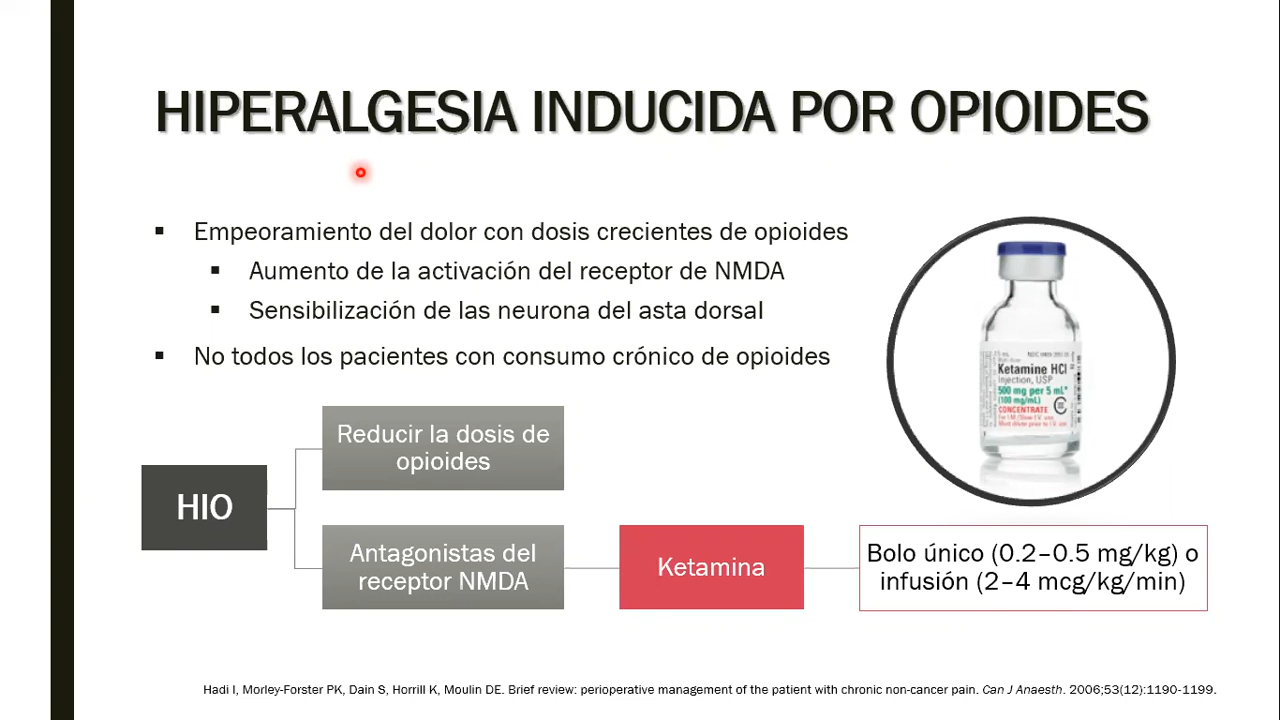 HIPERALGESIA INDUCIDA POR OPIOIDES
▪ Empeoramiento del dolor con dosis crecientes de opioides
▪ Aumento de la activación del receptor de NMDA
▪ Sensibilización de las neurona del asta dorsal
▪ No todos los pacientes con consumo crónico de opioides
Ketamine HCl
Injection, USP
500 mg per 5 mL*
(100 mg/mL)
CONCENTRATE
Reducir la dosis de
opioides
HIO
Antagonistas del
receptor NMDA
Ketamina
Bolo único (0.2–0.5 mg/kg) o
infusión (2–4 mcg/kg/min)
Hadi I, Morley-Forster PK, Dain S, Horrill K, Moulin DE. Brief review: perioperative management of the patient with chronic non-cancer pain. Can J Anaesth. 2006;53(12):1190-1199.